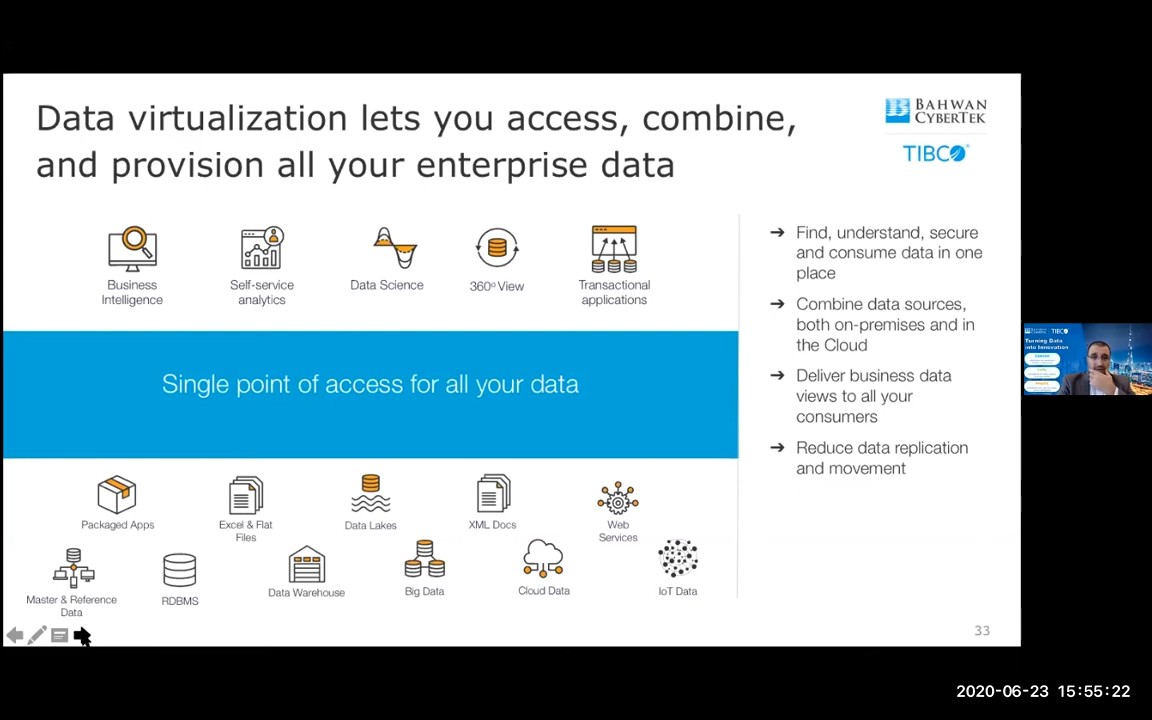 Data virtualization lets you access, combine,
and provision all your enterprise data
BAHWAN
CYBERTEK
TIBCO
Business
Intelligence
Self-service
analytics
Data Science
360º View
Transactional
applications
Single point of access for all your data
Packaged Apps
Excel & Flat
Files
Data Lakes
XML Docs
Web
Services
Master & Reference
Data
RDBMS
Data Warehouse
Big Data
Cloud Data
IoT Data
➔ Find, understand, secure
and consume data in one
place
➔ Combine data sources,
both on-premises and in
the Cloud
➔ Deliver business data
views to all your
consumers
➔ Reduce data replication
and movement
33
TIBCO
Turning Data
into Innovation
2020-06-23 15:55:22